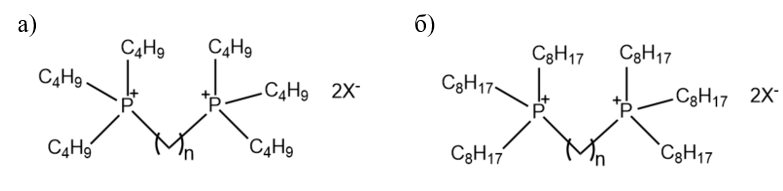 а)
C₄H₉ C₄H₉
C₄H₉ P⁺ ⁺P C₄H₉ 2X⁻
C₄H₉ ( )n C₄H₉
б)
C₈H₁₇ C₈H₁₇
C₈H₁₇ P⁺ ⁺P C₈H₁₇ 2X⁻
C₈H₁₇ ( )n C₈H₁₇